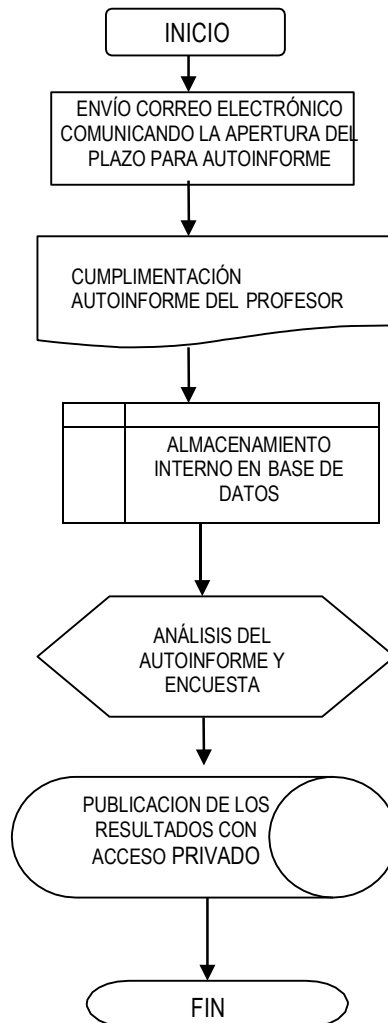 INICIO
ENVÍO CORREO ELECTRÓNICO
COMUNICANDO LA APERTURA DEL
PLAZO PARA AUTOINFORME
CUMPLIMENTACIÓN
AUTOINFORME DEL PROFESOR
ALMACENAMIENTO
INTERNO EN BASE DE
DATOS
ANÁLISIS DEL
AUTOINFORME Y
ENCUESTA
PUBLICACION DE LOS
RESULTADOS CON
ACCESO PRIVADO
FIN